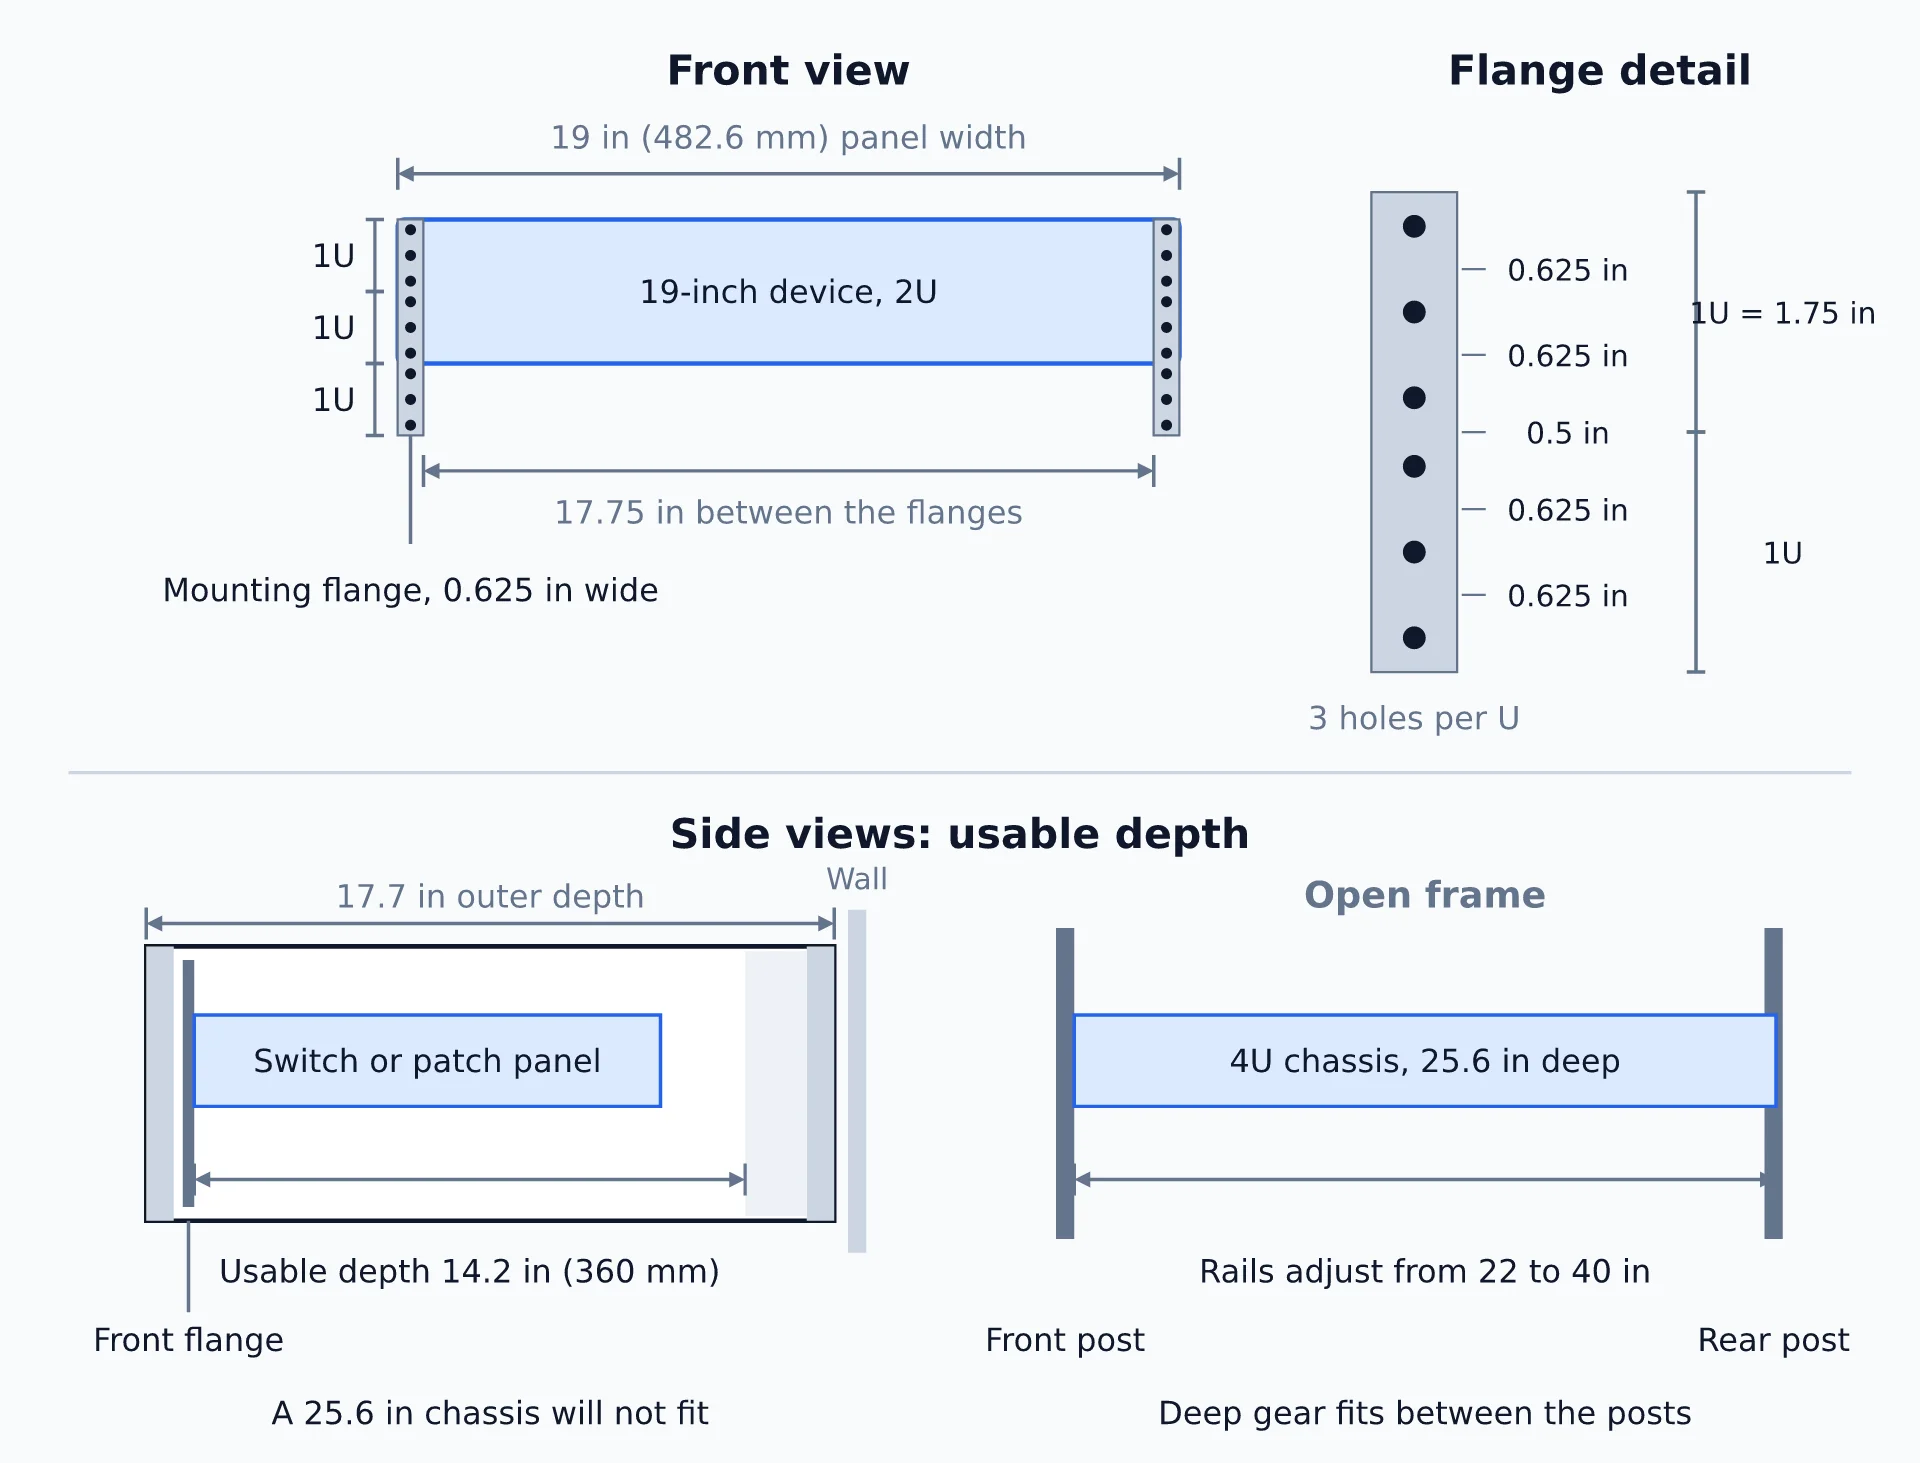 Front view
Flange detail
19 in (482.6 mm) panel width
1U
1U
1U
19-inch device, 2U
17.75 in between the flanges
Mounting flange, 0.625 in wide
0.625 in
0.625 in
0.5 in
0.625 in
0.625 in
1U = 1.75 in
1U
3 holes per U
Side views: usable depth
17.7 in outer depth
Wall
Switch or patch panel
Usable depth 14.2 in (360 mm)
Front flange
A 25.6 in chassis will not fit
Open frame
4U chassis, 25.6 in deep
Rails adjust from 22 to 40 in
Front post
Rear post
Deep gear fits between the posts